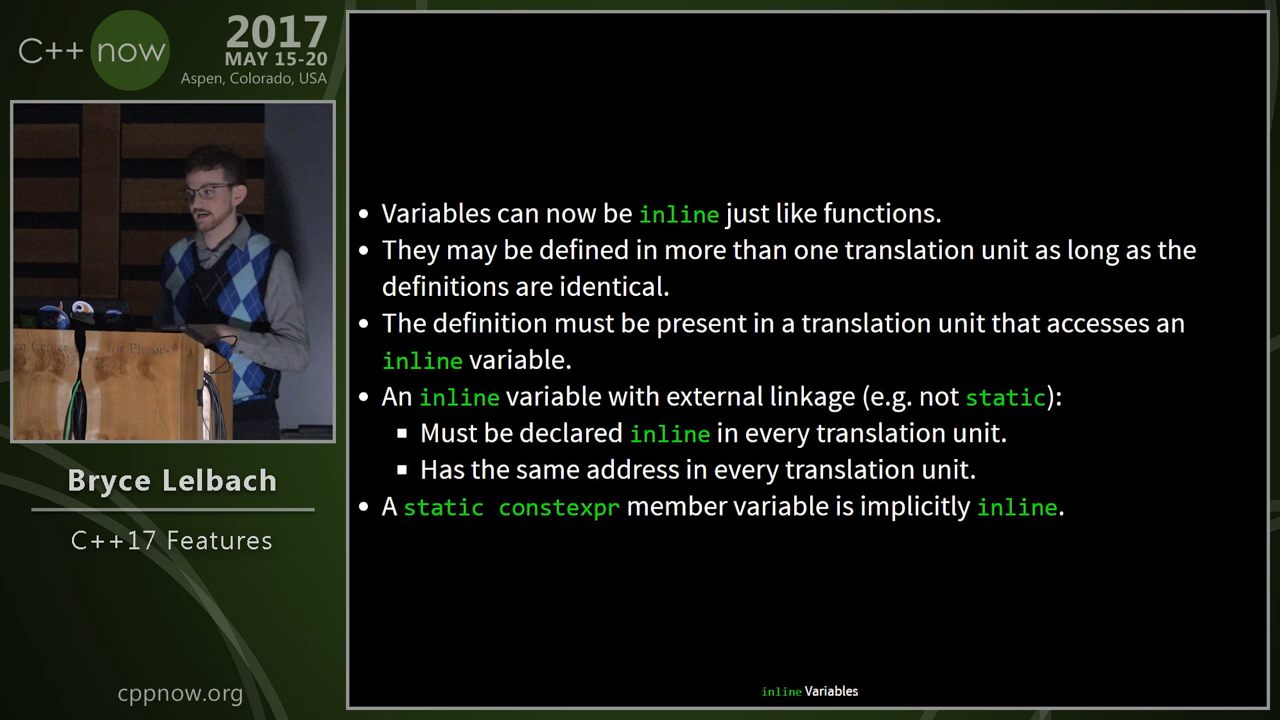 C++ now
2017
MAY 15-20
Aspen, Colorado, USA
for Physics
Bryce Lelbach
C++17 Features
cppnow.org
• Variables can now be inline just like functions.
• They may be defined in more than one translation unit as long as the
definitions are identical.
• The definition must be present in a translation unit that accesses an
inline variable.
• An inline variable with external linkage (e.g. not static):
▪ Must be declared inline in every translation unit.
▪ Has the same address in every translation unit.
• A static constexpr member variable is implicitly inline.
inline Variables